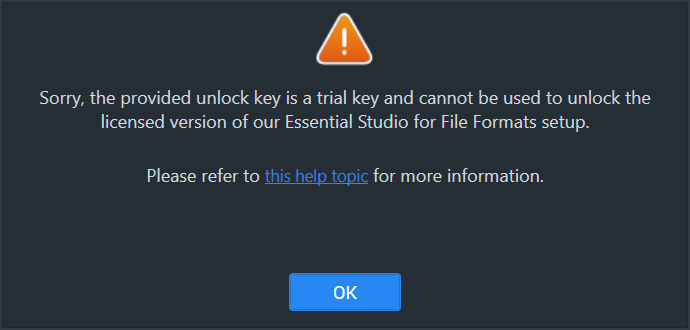 Sorry, the provided unlock key is a trial key and cannot be used to unlock the
licensed version of our Essential Studio for File Formats setup.
Please refer to this help topic for more information.
OK